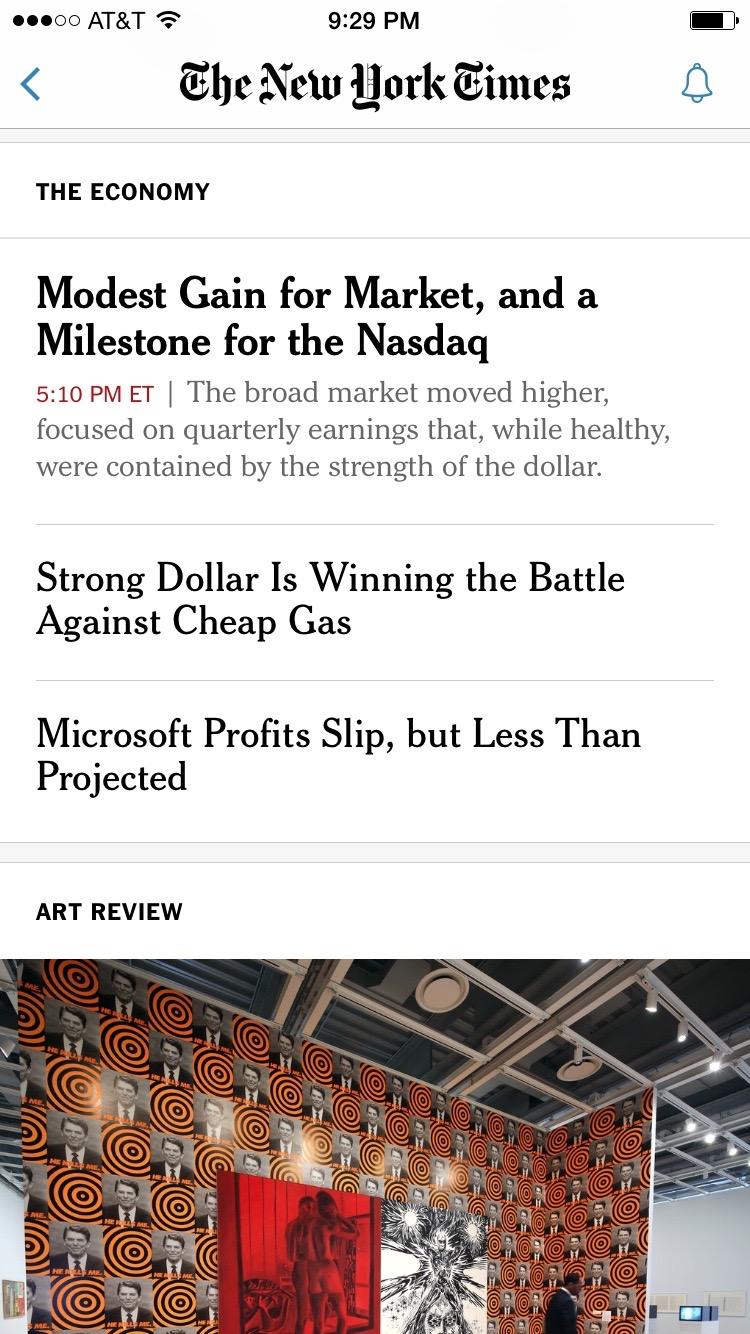 AT&T 9:29 PM
The New York Times
THE ECONOMY
Modest Gain for Market, and a
Milestone for the Nasdaq
5:10 PM ET | The broad market moved higher,
focused on quarterly earnings that, while healthy,
were contained by the strength of the dollar.
Strong Dollar Is Winning the Battle
Against Cheap Gas
Microsoft Profits Slip, but Less Than
Projected
ART REVIEW
HE KILLS ME.